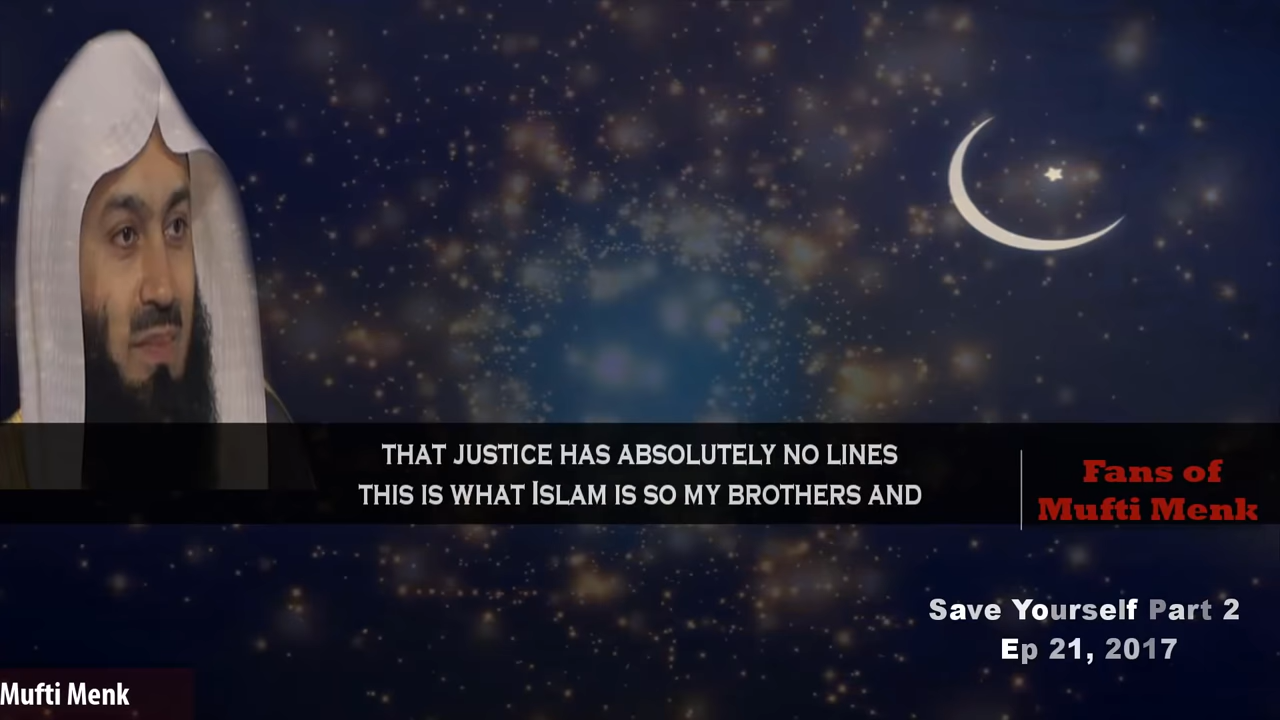 THAT JUSTICE HAS ABSOLUTELY NO LINES
THIS IS WHAT ISLAM IS SO MY BROTHERS AND
Fans of
Mufti Menk
Save Yourself Part 2
Ep 21, 2017
Mufti Menk